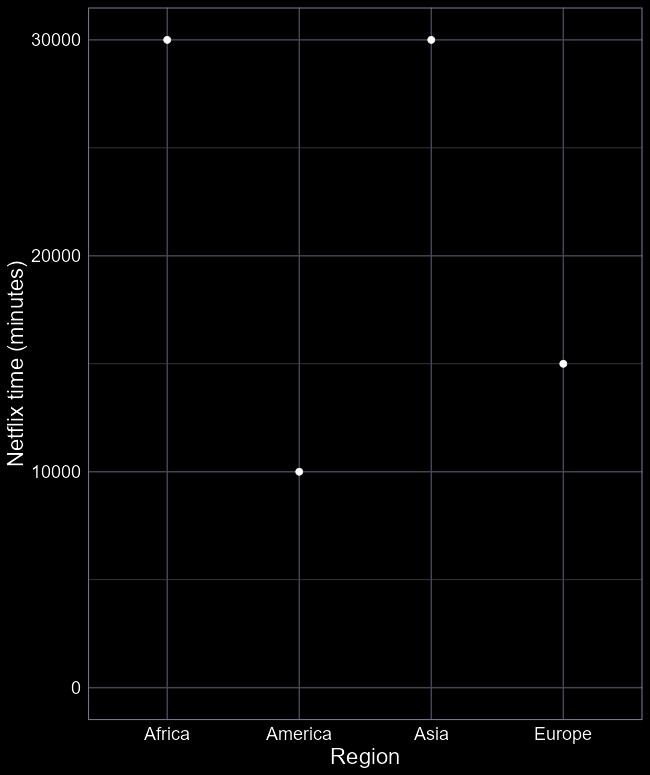 Netflix time (minutes)
30000
20000
10000
0
Africa America Asia Europe
Region